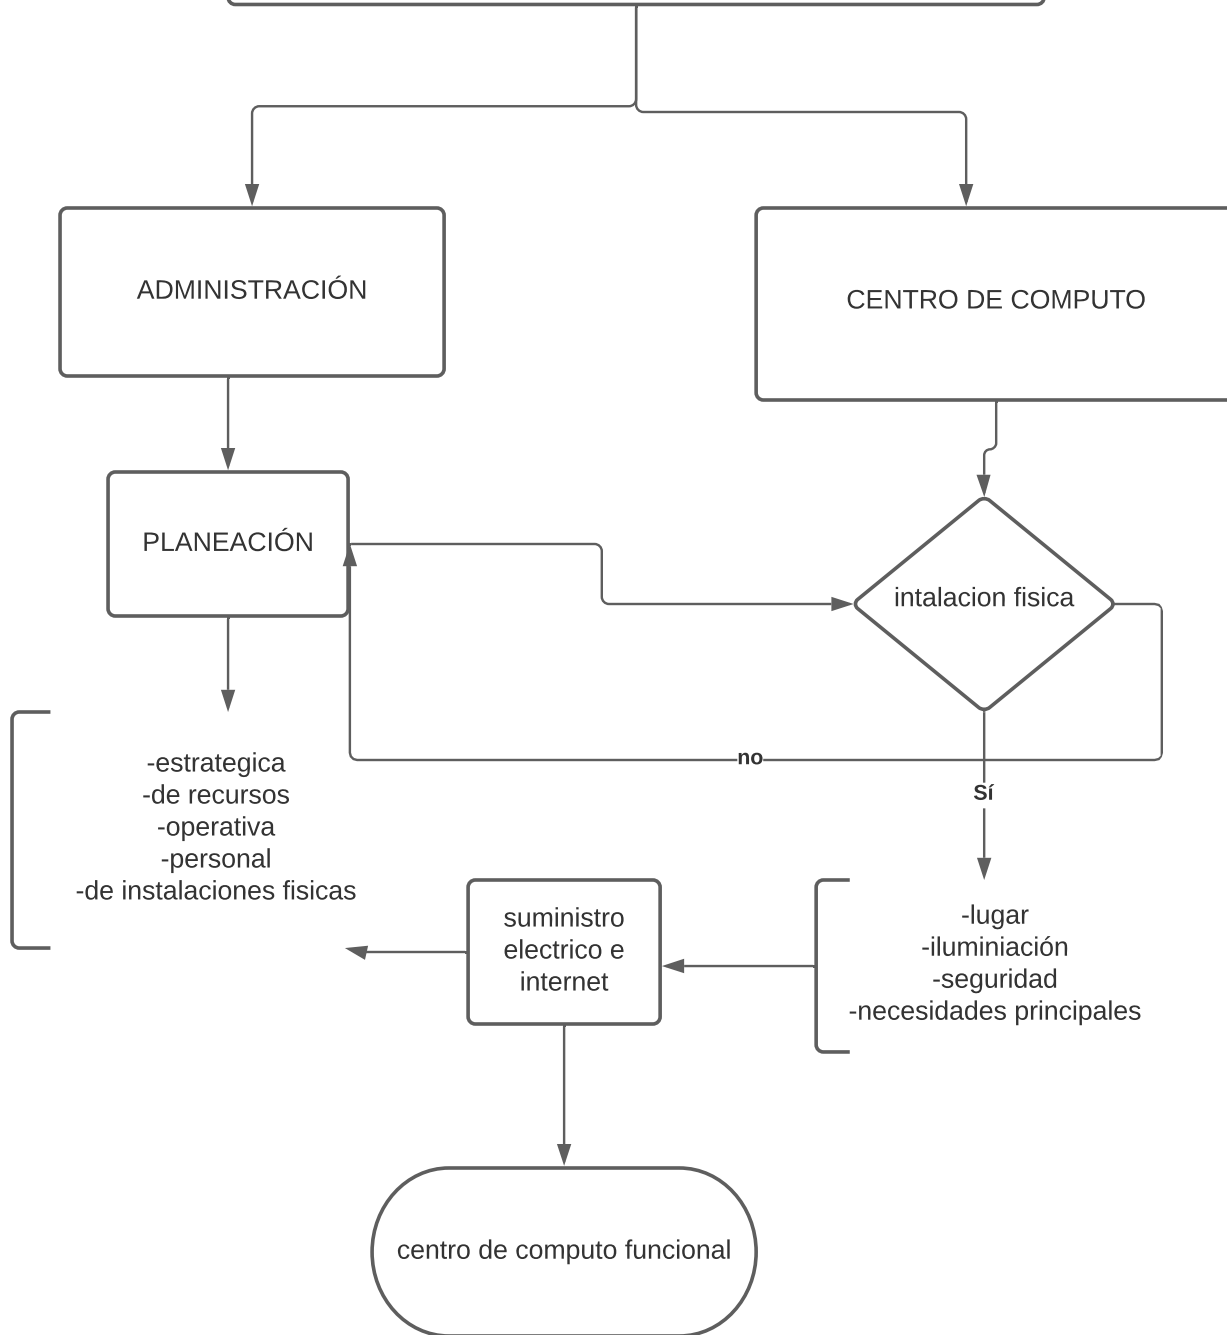 ADMINISTRACIÓN
CENTRO DE COMPUTO
PLANEACIÓN
intalacion fisica
no
Sí
-estrategica
-de recursos
-operativa
-personal
-de instalaciones fisicas
suministro
electrico e
internet
-lugar
-iluminiación
-seguridad
-necesidades principales
centro de computo funcional